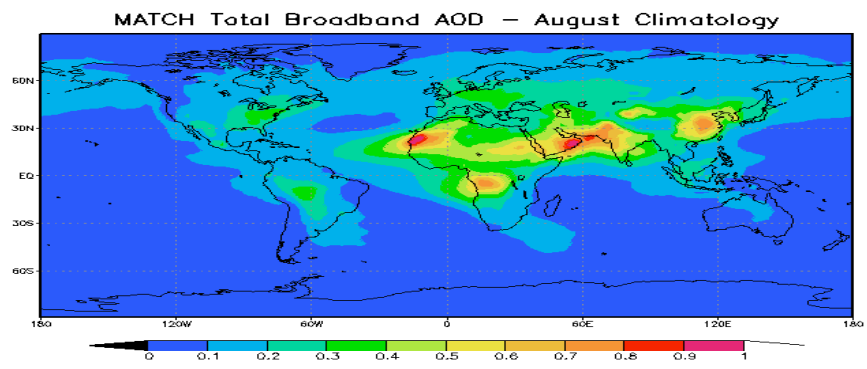 MATCH Total Broadband AOD – August Climatology
60N
30N
EQ
30S
60S
180 120W 60W 0 60E 120E 180
0 0.1 0.2 0.3 0.4 0.5 0.6 0.7 0.8 0.9 1